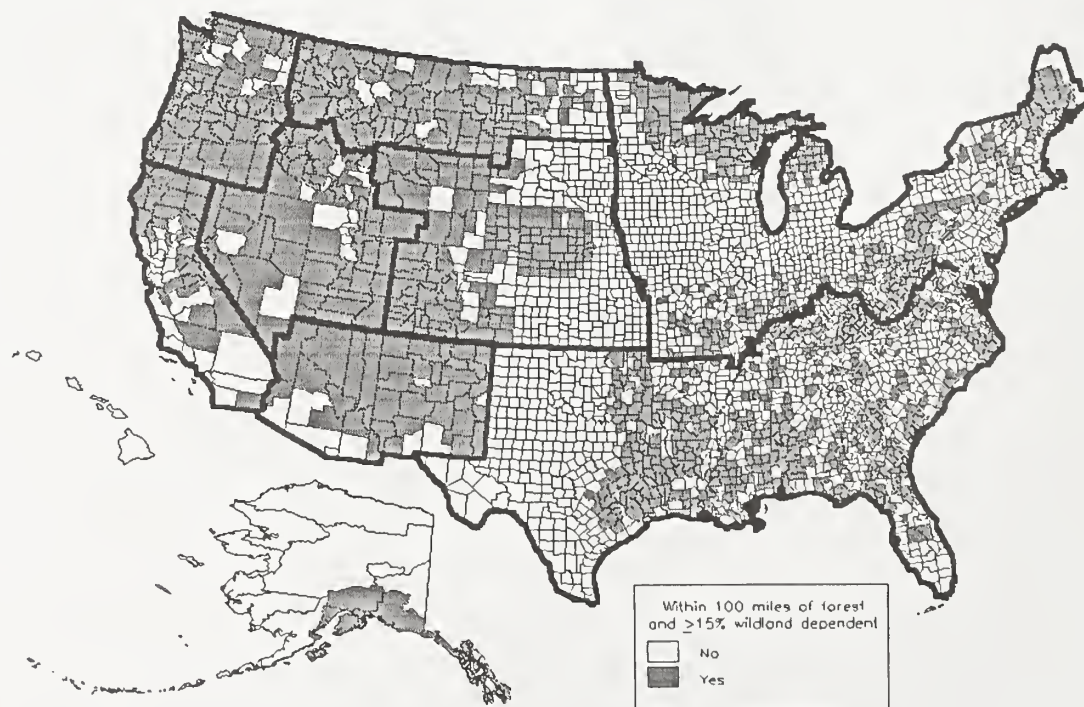 Within 100 miles of forest
and ≥15% wildland dependent
No
Yes